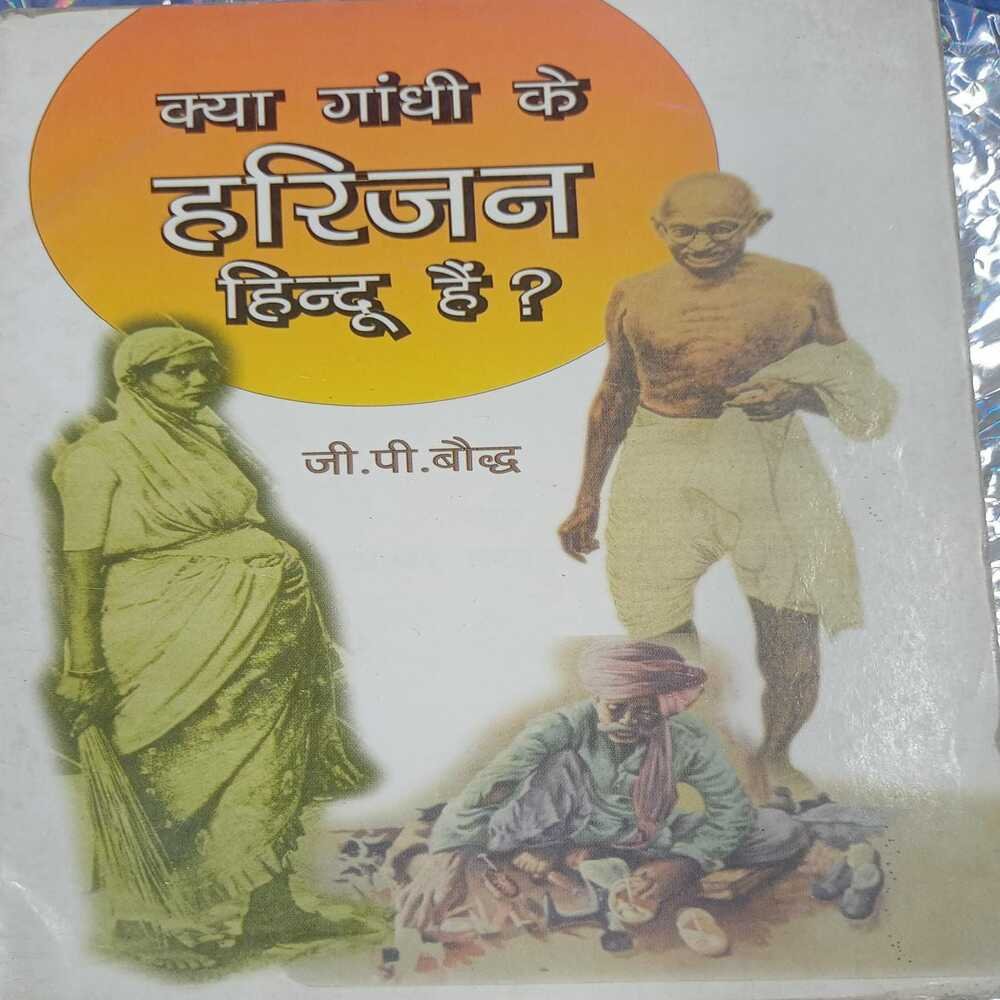 क्या गांधी के
हरिजन
हिन्दू हैं ?
जी.पी.बौद्ध